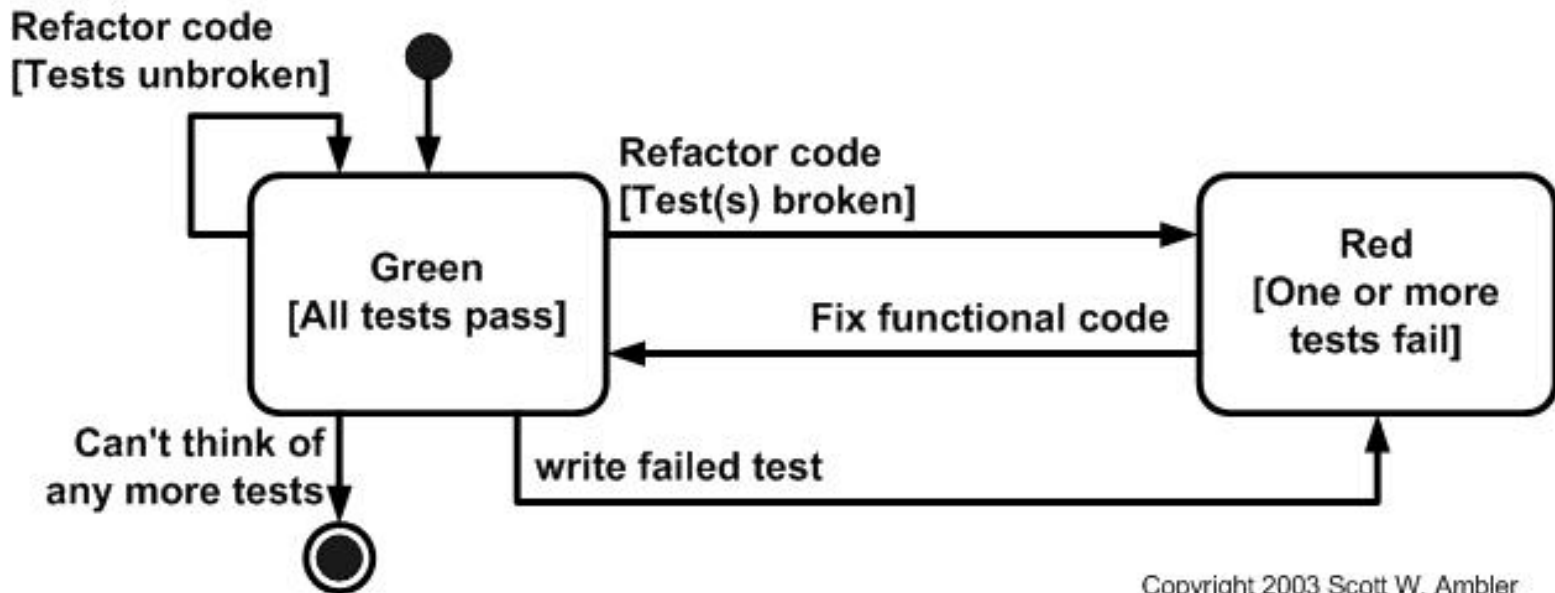 Refactor code
[Tests unbroken]
Refactor code
[Test(s) broken]
Green
[All tests pass]
Red
[One or more
tests fail]
Fix functional code
Can't think of
any more tests
write failed test
Copyright 2003 Scott W. Ambler